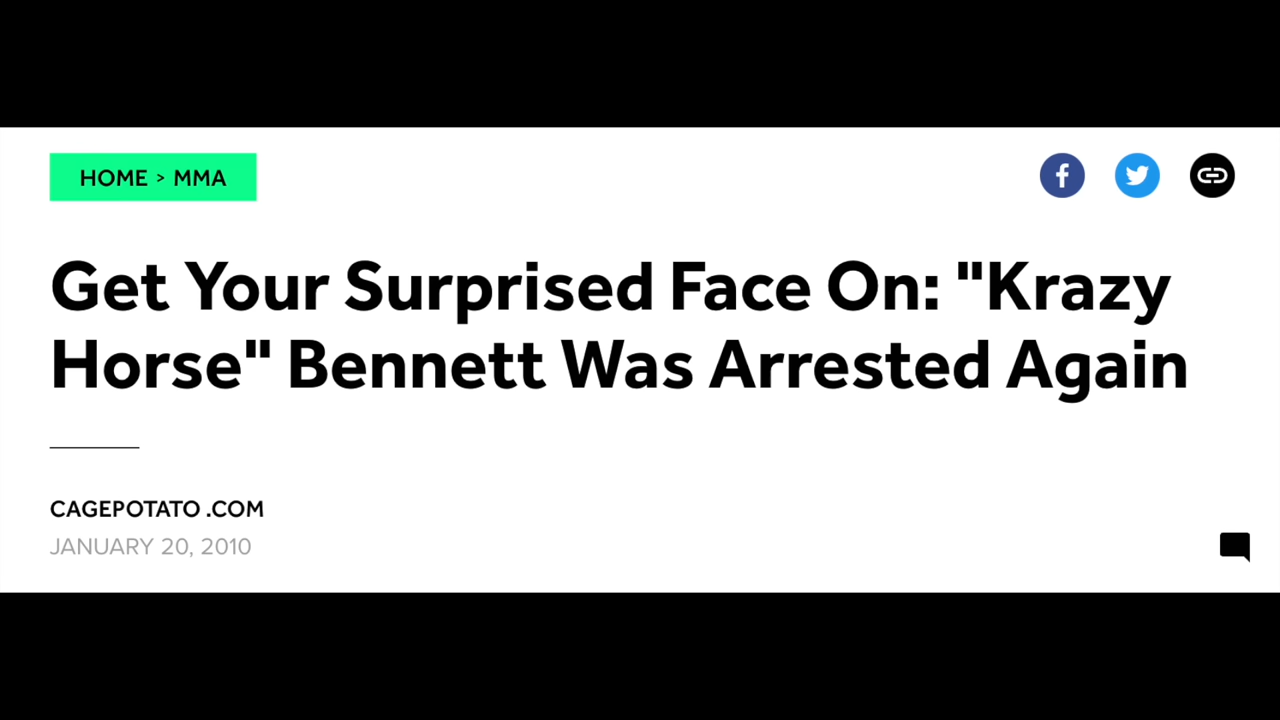 HOME > MMA
Get Your Surprised Face On: "Krazy
Horse" Bennett Was Arrested Again
CAGEPOTATO .COM
JANUARY 20, 2010